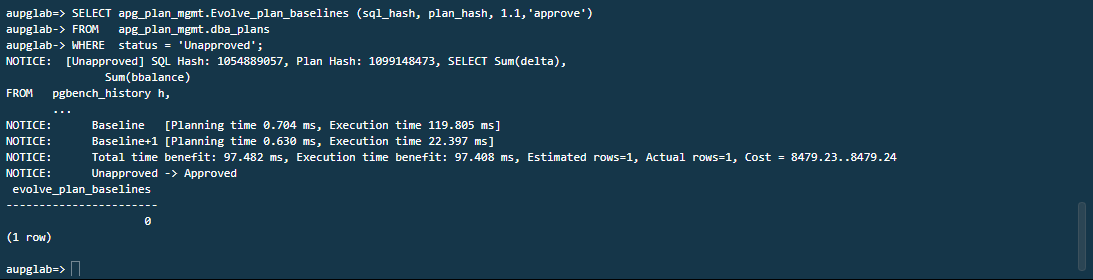 aupglab=> SELECT apg_plan_mgmt.Evolve_plan_baselines (sql_hash, plan_hash, 1.1,'approve')
aupglab-> FROM   apg_plan_mgmt.dba_plans
aupglab-> WHERE  status = 'Unapproved';
NOTICE:  [Unapproved] SQL Hash: 1054889057, Plan Hash: 1099148473, SELECT Sum(delta),
               Sum(bbalance)
FROM   pgbench_history h,
       ...
NOTICE:      Baseline   [Planning time 0.704 ms, Execution time 119.805 ms]
NOTICE:      Baseline+1 [Planning time 0.630 ms, Execution time 22.397 ms]
NOTICE:      Total time benefit: 97.482 ms, Execution time benefit: 97.408 ms, Estimated rows=1, Actual rows=1, Cost = 8479.23..8479.24
NOTICE:      Unapproved -> Approved
 evolve_plan_baselines
-----------------------
                     0
(1 row)
aupglab=>